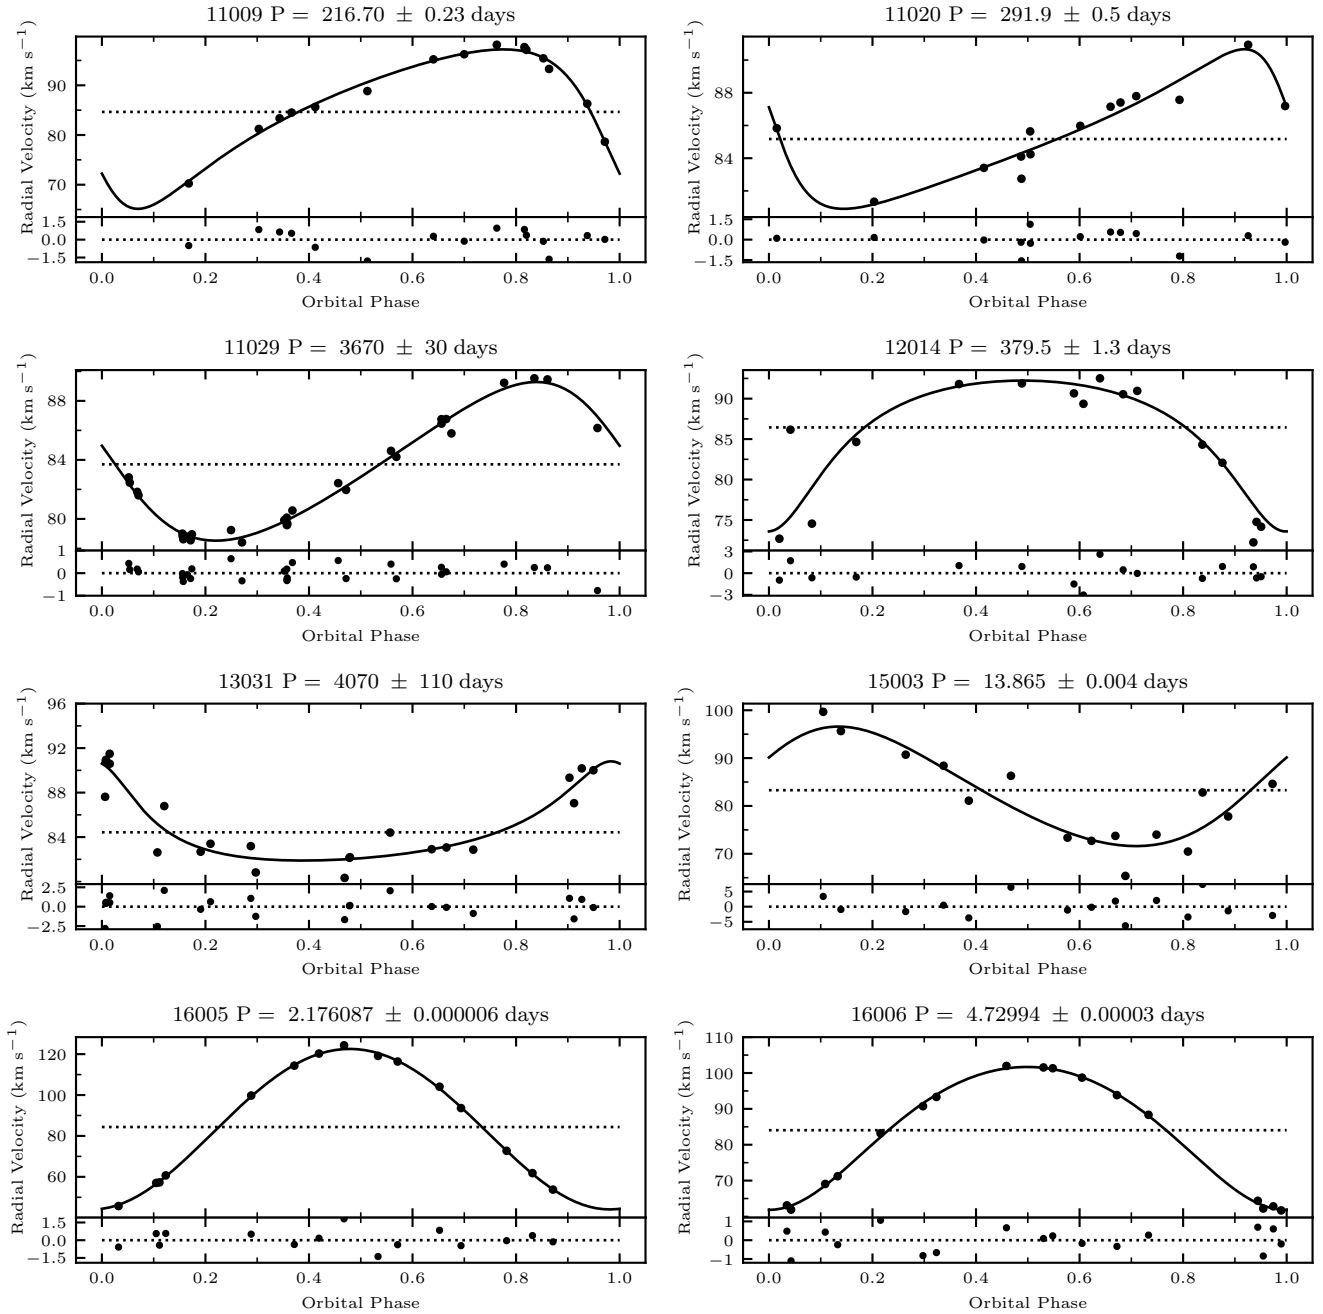 11009 P = 216.70 ± 0.23 days
Radial Velocity (km s⁻¹)
90
80
70
1.5
0.0
−1.5
0.0 0.2 0.4 0.6 0.8 1.0
Orbital Phase
11020 P = 291.9 ± 0.5 days
Radial Velocity (km s⁻¹)
88
84
1.5
0.0
−1.5
0.0 0.2 0.4 0.6 0.8 1.0
Orbital Phase
11029 P = 3670 ± 30 days
Radial Velocity (km s⁻¹)
88
84
80
1
0
−1
0.0 0.2 0.4 0.6 0.8 1.0
Orbital Phase
12014 P = 379.5 ± 1.3 days
Radial Velocity (km s⁻¹)
90
85
80
75
3
0
−3
0.0 0.2 0.4 0.6 0.8 1.0
Orbital Phase
13031 P = 4070 ± 110 days
Radial Velocity (km s⁻¹)
96
92
88
84
2.5
0.0
−2.5
0.0 0.2 0.4 0.6 0.8 1.0
Orbital Phase
15003 P = 13.865 ± 0.004 days
Radial Velocity (km s⁻¹)
100
90
80
70
5
0
−5
0.0 0.2 0.4 0.6 0.8 1.0
Orbital Phase
16005 P = 2.176087 ± 0.000006 days
Radial Velocity (km s⁻¹)
120
100
80
60
1.5
0.0
−1.5
0.0 0.2 0.4 0.6 0.8 1.0
Orbital Phase
16006 P = 4.72994 ± 0.00003 days
Radial Velocity (km s⁻¹)
110
100
90
80
70
1
0
−1
0.0 0.2 0.4 0.6 0.8 1.0
Orbital Phase